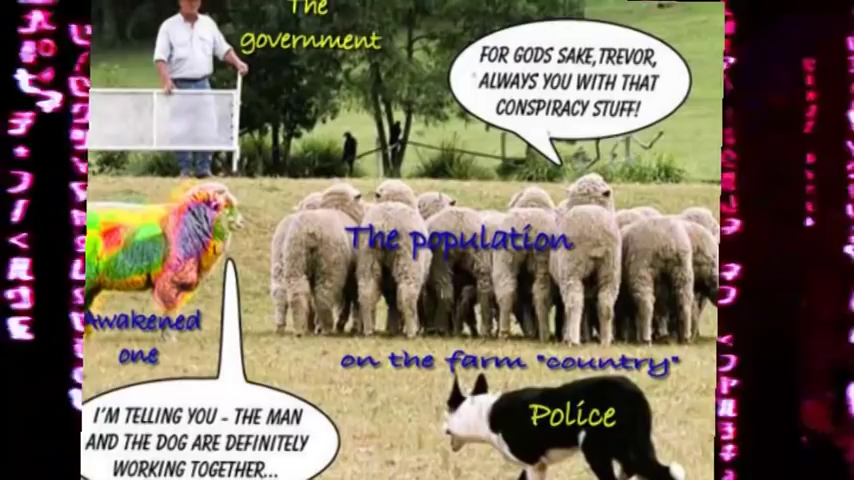 The
government
FOR GODS SAKE,TREVOR,
ALWAYS YOU WITH THAT
CONSPIRACY STUFF!
The population
Awakened
one
on the farm "country"
Police
I'M TELLING YOU - THE MAN
AND THE DOG ARE DEFINITELY
WORKING TOGETHER...